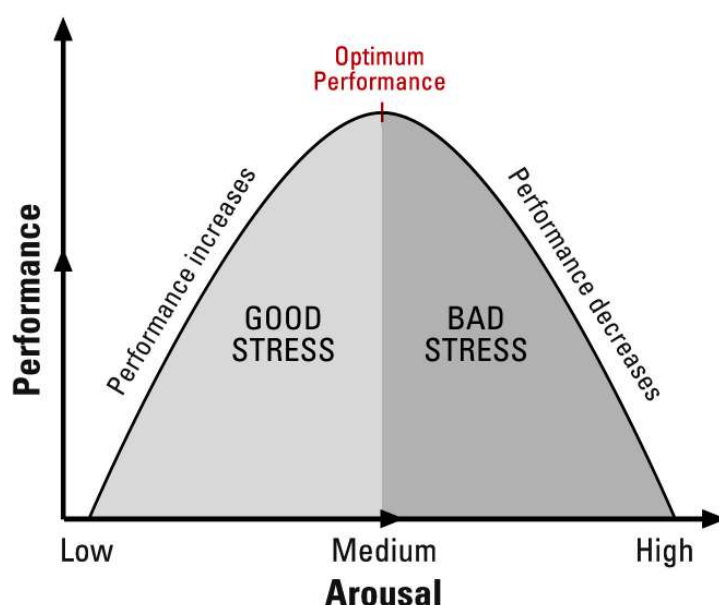 Optimum
Performance
Performance increases
Performance decreases
GOOD
STRESS
BAD
STRESS
Performance
Low
Medium
High
Arousal